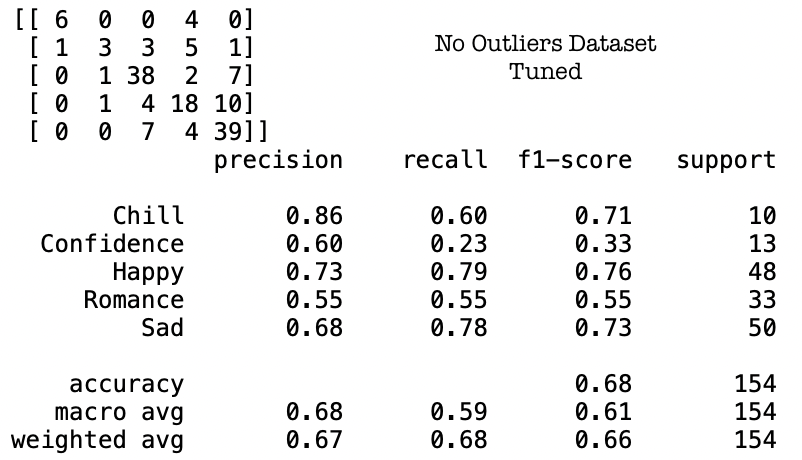 [[ 6  0  0  4  0]
 [ 1  3  3  5  1]
 [ 0  1 38  2  7]
 [ 0  1  4 18 10]
 [ 0  0  7  4 39]]
No Outliers Dataset
Tuned
precision recall f1-score support
Chill 0.86 0.60 0.71 10
Confidence 0.60 0.23 0.33 13
Happy 0.73 0.79 0.76 48
Romance 0.55 0.55 0.55 33
Sad 0.68 0.78 0.73 50
accuracy 0.68 154
macro avg 0.68 0.59 0.61 154
weighted avg 0.67 0.68 0.66 154